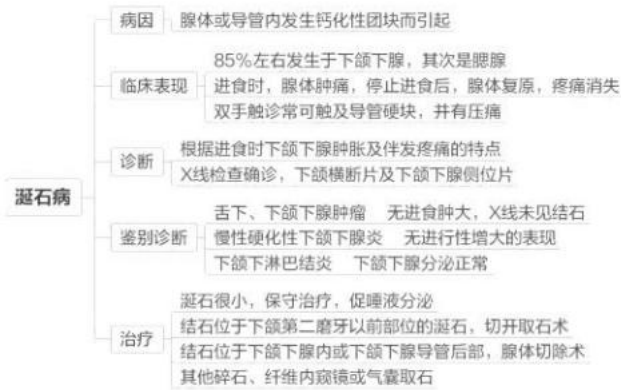 涎石病
病因
腺体或导管内发生钙化性团块而引起
临床表现
85%左右发生于下颌下腺，其次是腮腺
进食时，腺体肿痛，停止进食后，腺体复原，疼痛消失
双手触诊常可触及导管硬块，并有压痛
诊断
根据进食时下颌下腺肿胀及伴发疼痛的特点
X线检查确诊，下颌横断片及下颌下腺侧位片
鉴别诊断
舌下、下颌下腺肿瘤 无进食肿大，X线未见结石
慢性硬化性下颌下腺炎 无进行性增大的表现
下颌下淋巴结炎 下颌下腺分泌正常
治疗
涎石很小，保守治疗，促唾液分泌
结石位于下颌第二磨牙以前部位的涎石，切开取石术
结石位于下颌下腺内或下颌下腺导管后部，腺体切除术
其他碎石、纤维内窥镜或气囊取石